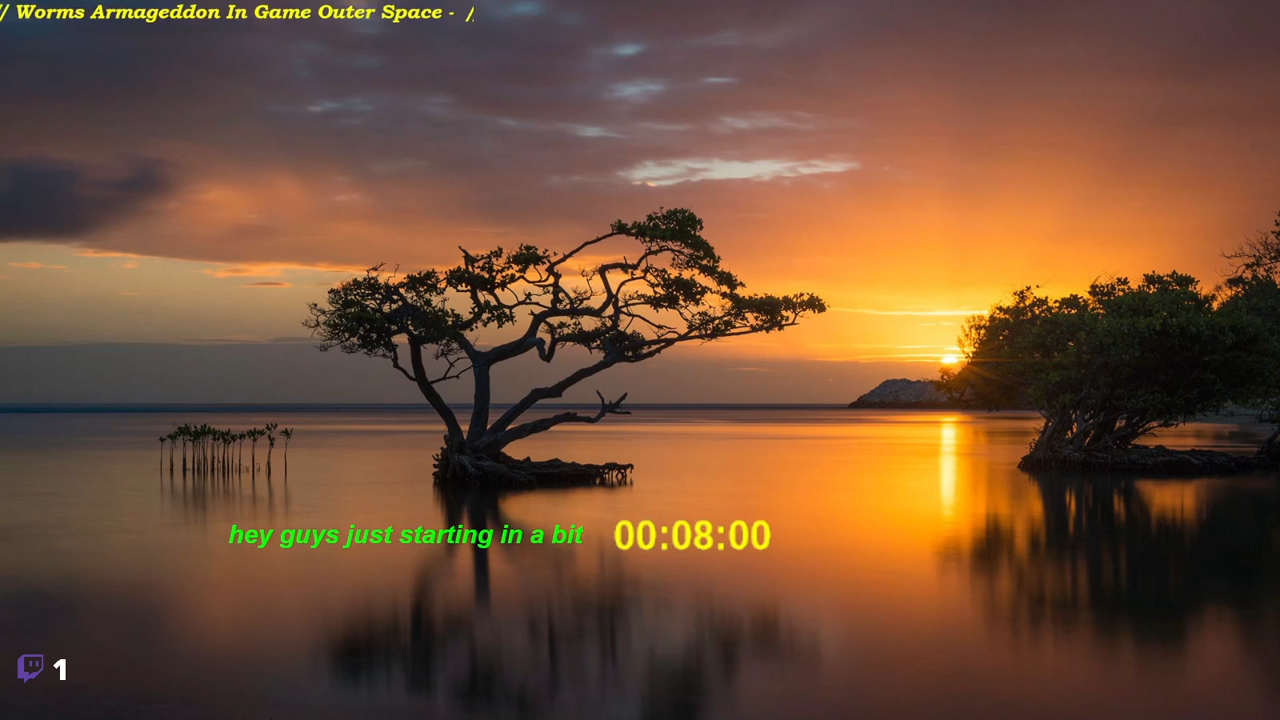 // Worms Armageddon In Game Outer Space - //
hey guys just starting in a bit
00:08:00
1